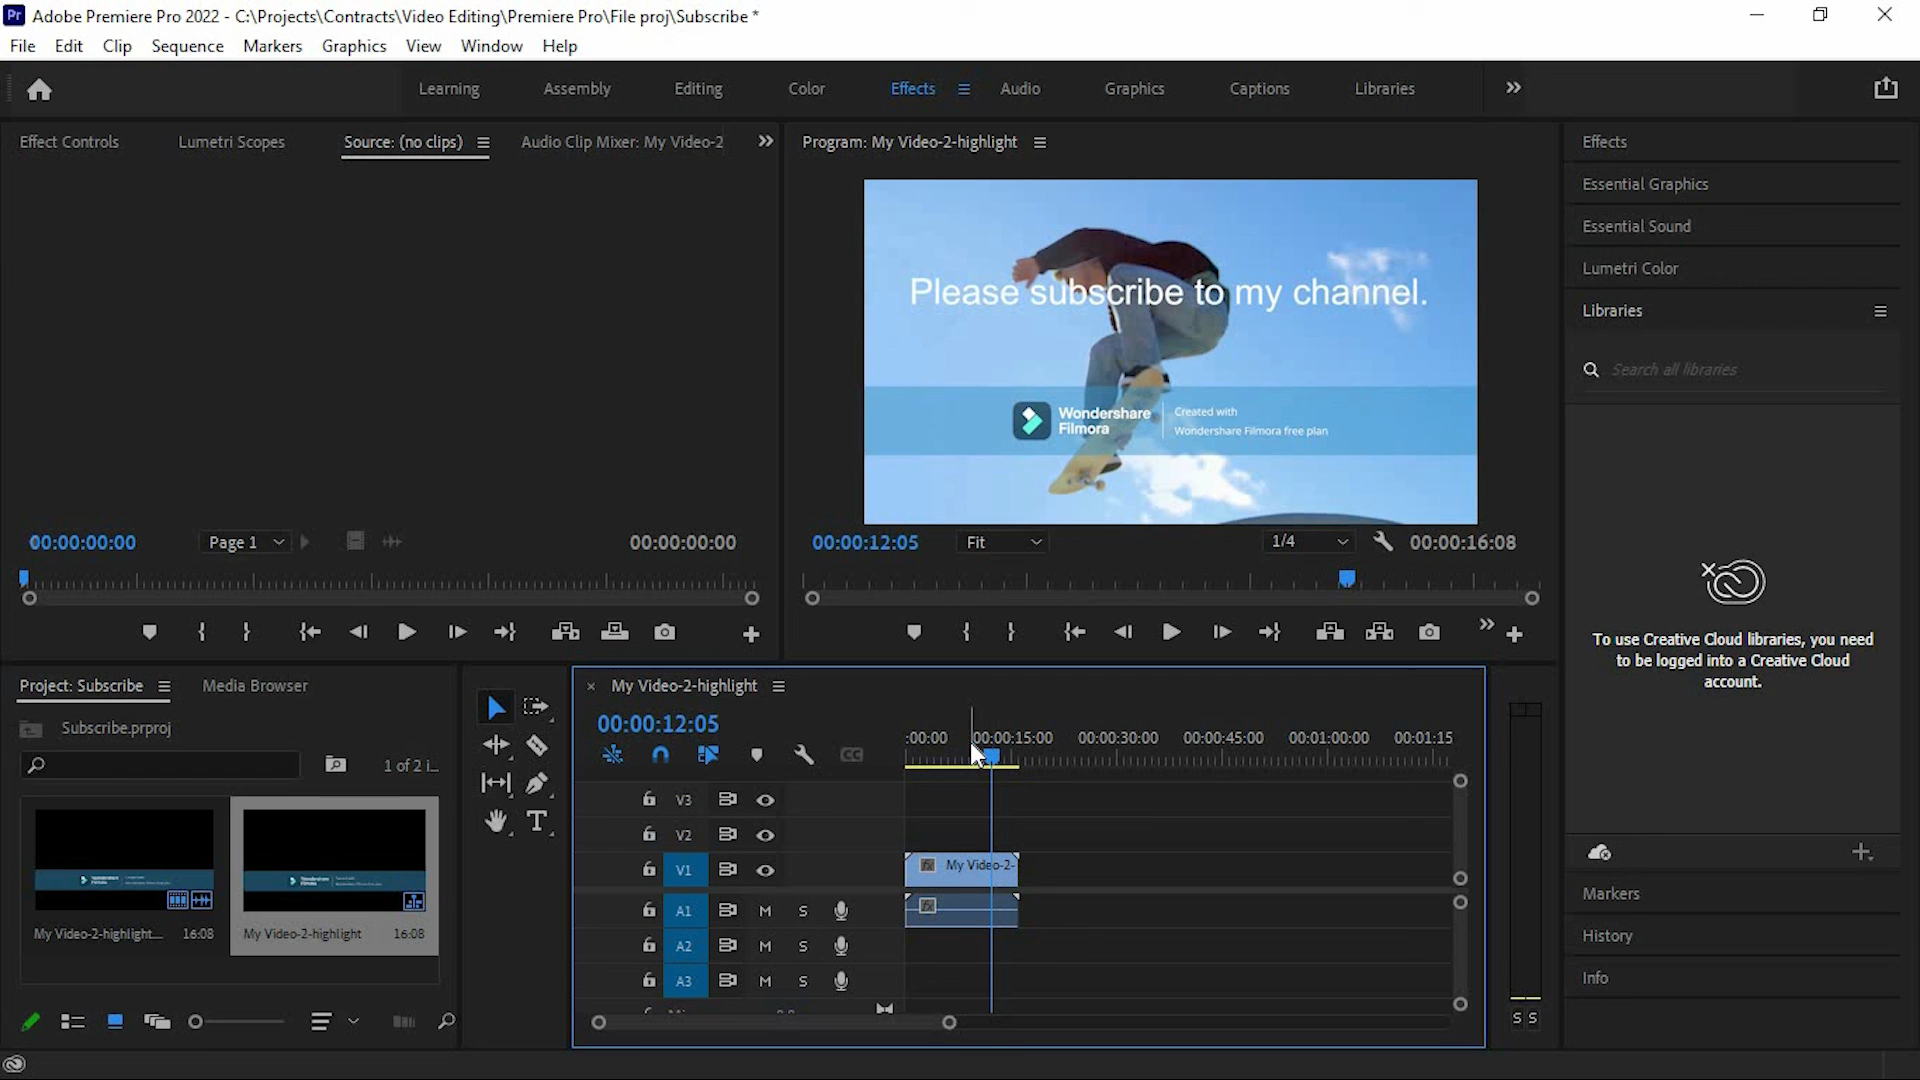 Adobe Premiere Pro 2022 - C:\Projects\Contracts\Video Editing\Premiere Pro\File proj\Subscribe *
File Edit Clip Sequence Markers Graphics View Window Help
Learning Assembly Editing Color Effects Audio Graphics Captions Libraries
Effect Controls Lumetri Scopes Source: (no clips) Audio Clip Mixer: My Video-2
Program: My Video-2-highlight
Please subscribe to my channel.
Wondershare
Filmora
Created with
Wondershare Filmora free plan
00:00:00:00 Page 1 00:00:00:00
00:00:12:05 Fit 1/4 00:00:16:08
Effects
Essential Graphics
Essential Sound
Lumetri Color
Libraries
Search all libraries
To use Creative Cloud libraries, you need
to be logged into a Creative Cloud
account.
Markers
History
Info
Project: Subscribe Media Browser
Subscribe.prproj
1 of 2 i...
My Video-2-highlight... 16:08
My Video-2-highlight 16:08
My Video-2-highlight
00:00:12:05
:00:00 00:00:15:00 00:00:30:00 00:00:45:00 00:01:00:00 00:01:15
V3
V2
V1 My Video-2-
A1 M S
A2 M S
A3 M S
S S